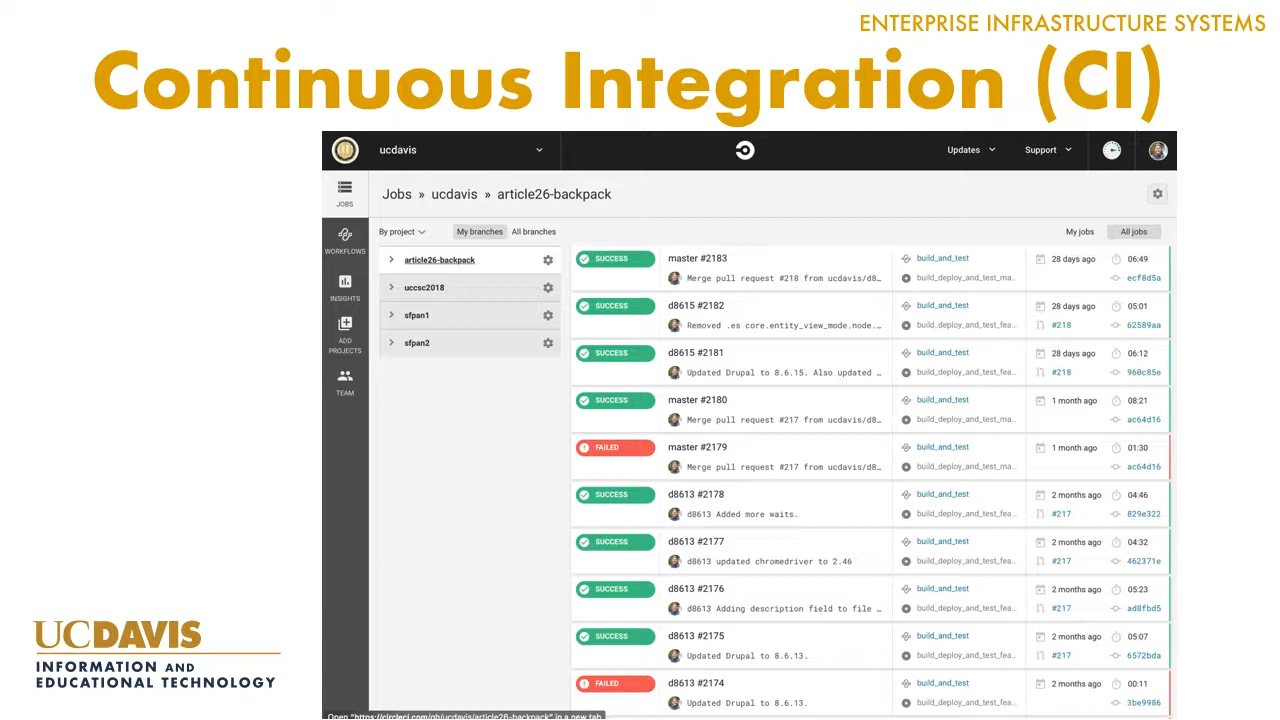 ENTERPRISE INFRASTRUCTURE SYSTEMS
Continuous Integration (CI)
ucdavis
Updates
Support
JOBS
Jobs » ucdavis » article26-backpack
WORKFLOWS
INSIGHTS
ADD
PROJECTS
TEAM
By project
My branches
All branches
My jobs
All jobs
article26-backpack
uccsc2018
sfpan1
sfpan2
SUCCESS master #2183 build_and_test 28 days ago 06:49
Merge pull request #218 from ucdavis/d8… build_deploy_and_test_ma... ecf8d5a
SUCCESS d8615 #2182 build_and_test 28 days ago 05:01
Removed .es core.entity_view_mode.node.… build_deploy_and_test_fea... #218 62589aa
SUCCESS d8615 #2181 build_and_test 28 days ago 06:12
Updated Drupal to 8.6.15. Also updated … build_deploy_and_test_fea... #218 960c85e
SUCCESS master #2180 build_and_test 1 month ago 08:21
Merge pull request #217 from ucdavis/d8… build_deploy_and_test_ma... ac64d16
FAILED master #2179 build_and_test 1 month ago 01:30
Merge pull request #217 from ucdavis/d8… build_deploy_and_test_ma... ac64d16
SUCCESS d8613 #2178 build_and_test 2 months ago 04:46
d8613 Added more waits. build_deploy_and_test_fea... #217 829e322
SUCCESS d8613 #2177 build_and_test 2 months ago 04:32
d8613 updated chromedriver to 2.46 build_deploy_and_test_fea... #217 462371e
SUCCESS d8613 #2176 build_and_test 2 months ago 05:23
d8613 Adding description field to file … build_deploy_and_test_fea... #217 ad8fbd5
SUCCESS d8613 #2175 build_and_test 2 months ago 05:07
Updated Drupal to 8.6.13. build_deploy_and_test_fea... #217 6572bda
FAILED d8613 #2174 build_and_test 2 months ago 00:11
Updated Drupal to 8.6.13. build_deploy_and_test_fea... 3be9986
Open "https://circleci.com/gh/ucdavis/article26-backpack" in a new tab
UCDAVIS
INFORMATION AND
EDUCATIONAL TECHNOLOGY